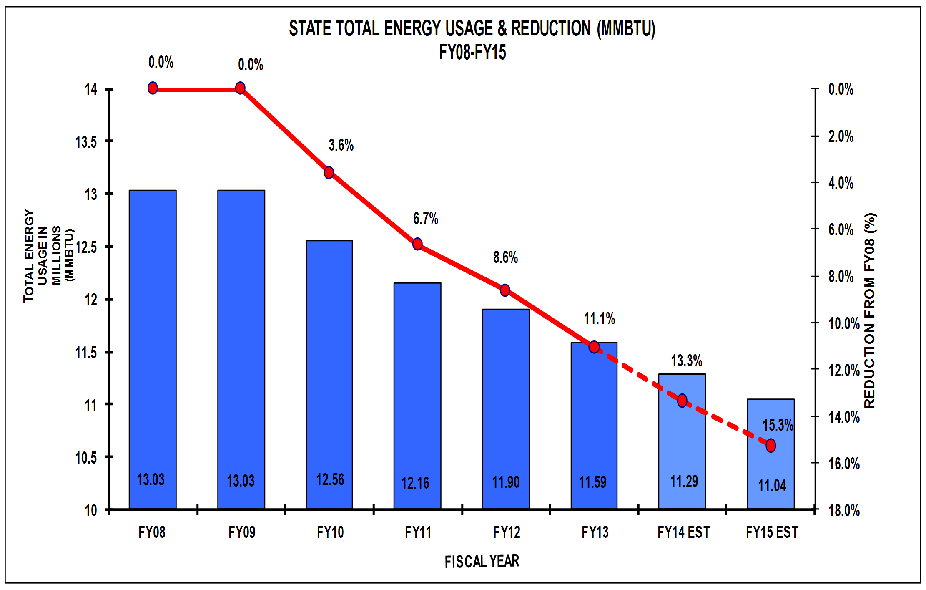 STATE TOTAL ENERGY USAGE & REDUCTION (MMBTU)
FY08-FY15
0.0%
0.0%
3.6%
6.7%
8.6%
11.1%
13.3%
15.3%
14
13.5
13
12.5
12
11.5
11
10.5
10
TOTAL ENERGY
USAGE IN
MILLIONS
(MMBTU)
0.0%
2.0%
4.0%
6.0%
8.0%
10.0%
12.0%
14.0%
16.0%
18.0%
REDUCTION FROM FY08 (%)
13.03
13.03
12.56
12.16
11.90
11.59
11.29
11.04
FY08
FY09
FY10
FY11
FY12
FY13
FY14 EST
FY15 EST
FISCAL YEAR